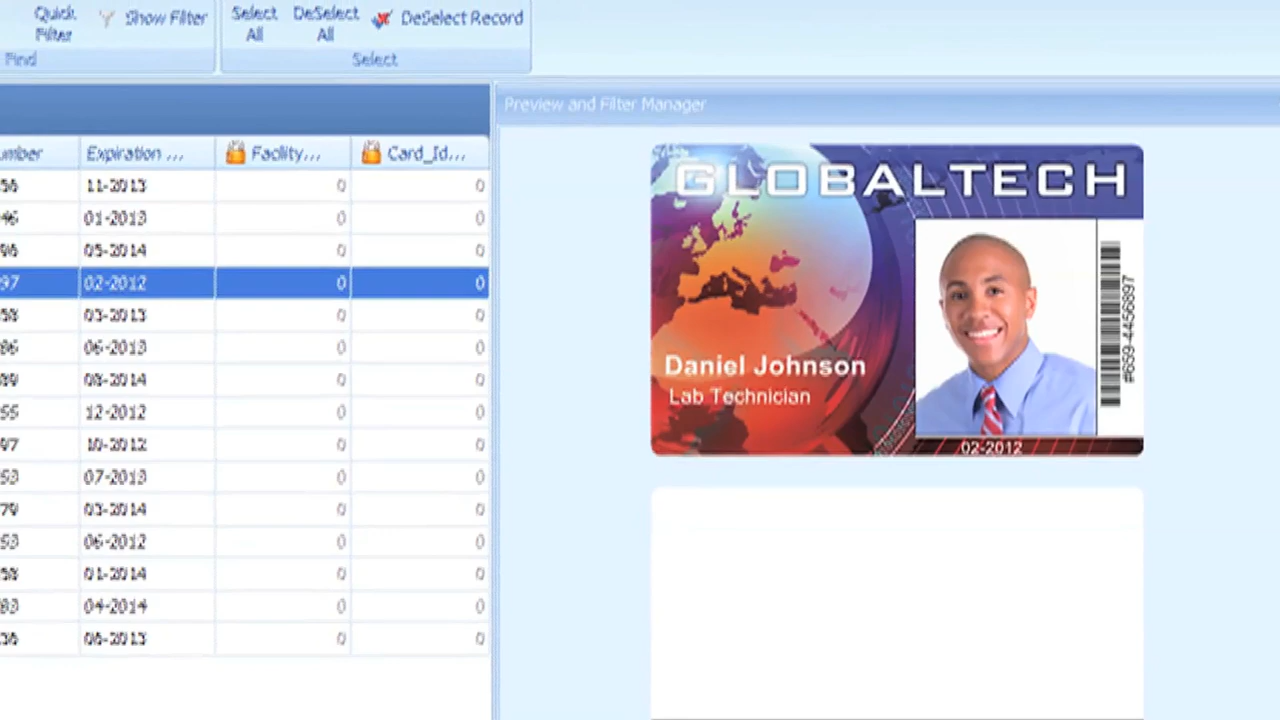 Quick Filter
Show Filter
Select All
DeSelect All
DeSelect Record
Find
Select
Preview and Filter Manager
Expiration ...
Facility...
Card_Id...
11-2013 0 0
01-2013 0 0
05-2014 0 0
97 02-2012 0 0
03-2013 0 0
06-2013 0 0
08-2014 0 0
12-2012 0 0
10-2012 0 0
07-2013 0 0
03-2014 0 0
06-2012 0 0
01-2014 0 0
04-2014 0 0
0 0
GLOBALTECH
Daniel Johnson
Lab Technician
#659-4456897
02-2012